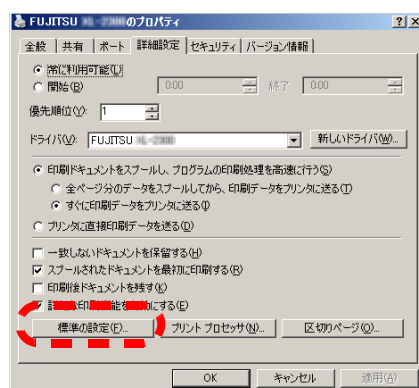 FUJITSU のプロパティ
全般 共有 ポート 詳細設定 セキュリティ バージョン情報
常に利用可能(L)
開始(B) 0:00 終了 0:00
優先順位(Y): 1
ドライバ(V): FUJITSU 新しいドライバ(W)...
印刷ドキュメントをスプールし、プログラムの印刷処理を高速に行う(S)
全ページ分のデータをスプールしてから、印刷データをプリンタに送る(T)
すぐに印刷データをプリンタに送る(I)
プリンタに直接印刷データを送る(D)
一致しないドキュメントを保留する(H)
スプールされたドキュメントを最初に印刷する(R)
印刷後ドキュメントを残す(K)
詳細な印刷機能を有効にする(E)
標準の設定(F)... プリント プロセッサ(N)... 区切りページ(O)...
OK キャンセル 適用(A)